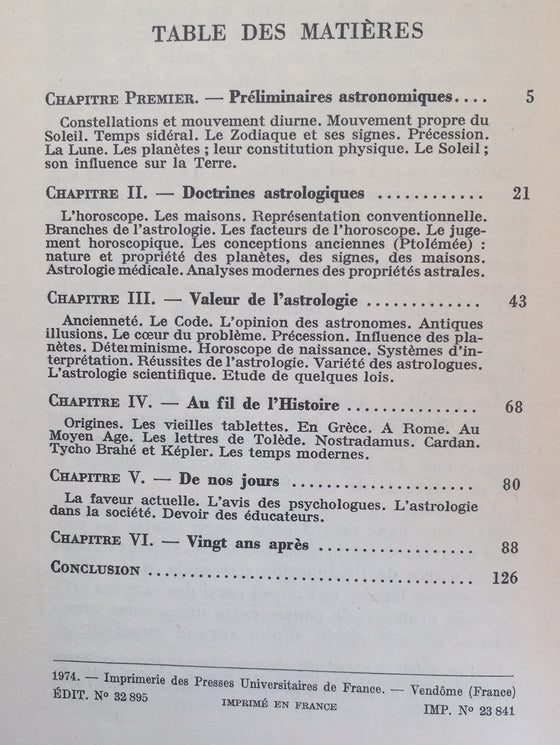 TABLE DES MATIÈRES
CHAPITRE PREMIER. — Préliminaires astronomiques.... 5
Constellations et mouvement diurne. Mouvement propre du
Soleil. Temps sidéral. Le Zodiaque et ses signes. Précession.
La Lune. Les planètes ; leur constitution physique. Le Soleil ;
son influence sur la Terre.
CHAPITRE II. — Doctrines astrologiques ............ 21
L'horoscope. Les maisons. Représentation conventionnelle.
Branches de l'astrologie. Les facteurs de l'horoscope. Le juge-
ment horoscopique. Les conceptions anciennes (Ptolémée) :
nature et propriété des planètes, des signes, des maisons.
Astrologie médicale. Analyses modernes des propriétés astrales.
CHAPITRE III. — Valeur de l'astrologie ............. 43
Ancienneté. Le Code. L'opinion des astronomes. Antiques
illusions. Le cœur du problème. Précession. Influence des pla-
nètes. Déterminisme. Horoscope de naissance. Systèmes d'in-
terprétation. Réussites de l'astrologie. Variété des astrologues.
L'astrologie scientifique. Etude de quelques lois.
CHAPITRE IV. — Au fil de l'Histoire ............... 68
Origines. Les vieilles tablettes. En Grèce. A Rome. Au
Moyen Age. Les lettres de Tolède. Nostradamus. Cardan.
Tycho Brahé et Képler. Les temps modernes.
CHAPITRE V. — De nos jours ..................... 80
La faveur actuelle. L'avis des psychologues. L'astrologie
dans la société. Devoir des éducateurs.
CHAPITRE VI. — Vingt ans après .................. 88
CONCLUSION ..................................... 126
1974. — Imprimerie des Presses Universitaires de France. — Vendôme (France)
ÉDIT. N° 32 895 IMPRIMÉ EN FRANCE IMP. N° 23 841